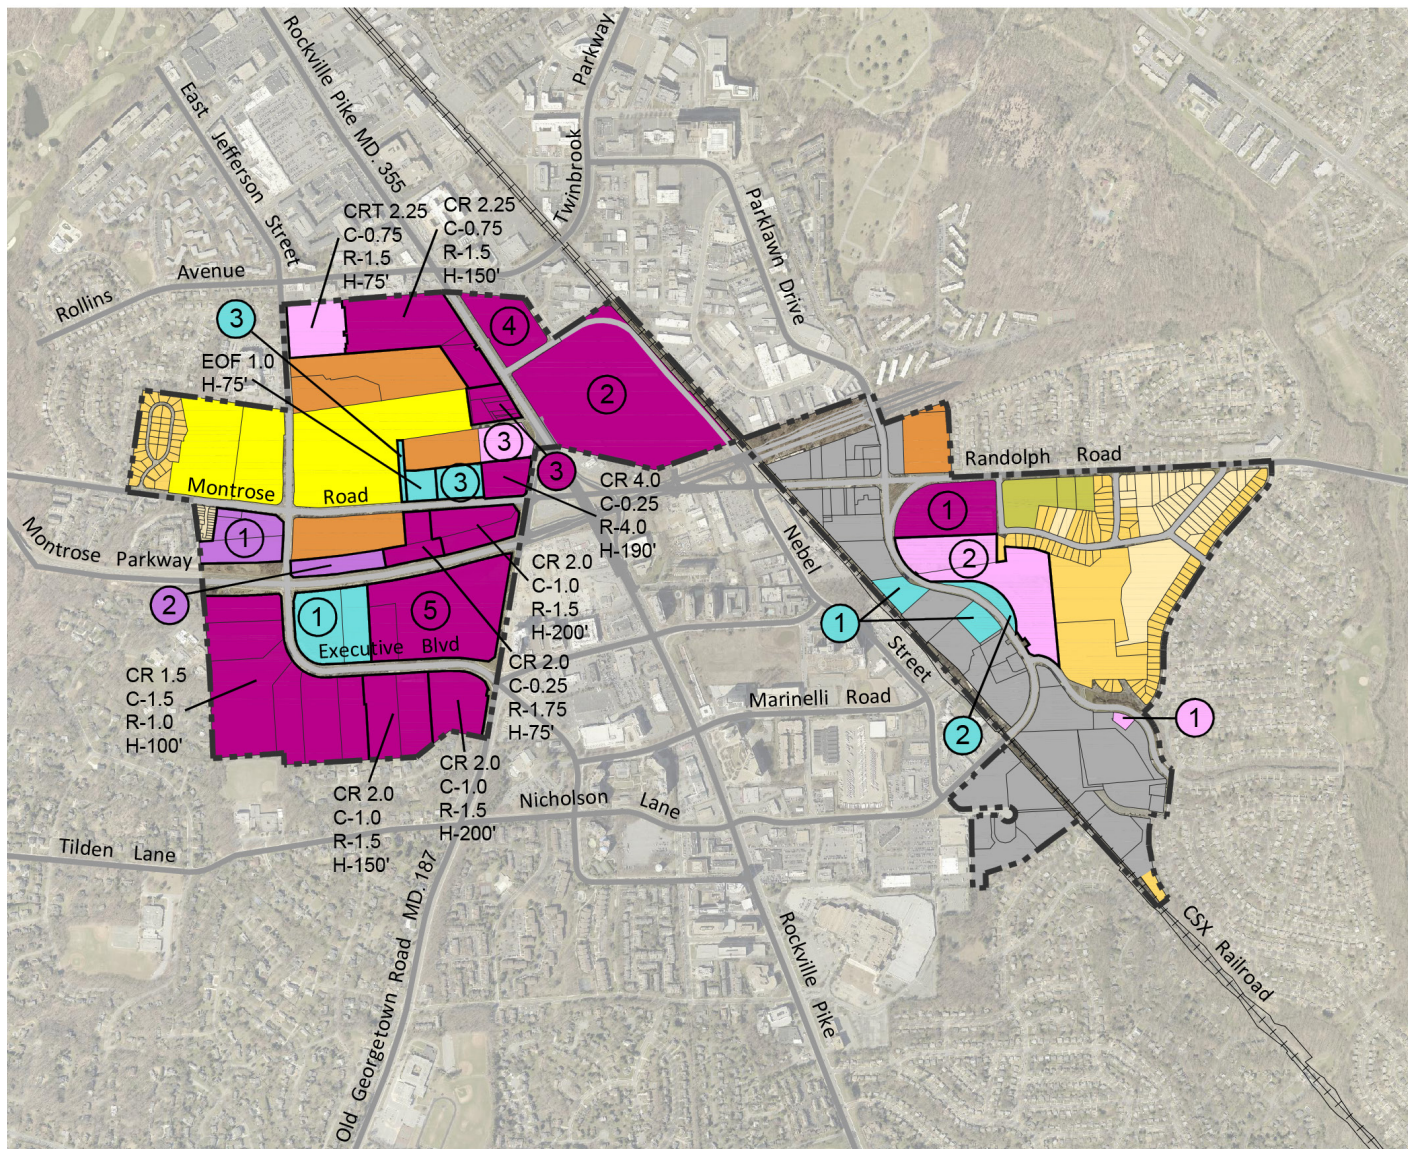 Rockville Pike MD. 355
East Jefferson Street
Twinbrook Parkway
Parklawn Drive
Rollins Avenue
CRT 2.25
C-0.75
R-1.5
H-75'
CR 2.25
C-0.75
R-1.5
H-150'
3
EOF 1.0
H-75'
4
2
3
3
3
CR 4.0
C-0.25
R-4.0
H-190'
Randolph Road
Montrose Road
Montrose Parkway
1
2
1
5
Executive Blvd
CR 2.0
C-1.0
R-1.5
H-200'
CR 2.0
C-0.25
R-1.75
H-75'
CR 1.5
C-1.5
R-1.0
H-100'
CR 2.0
C-1.0
R-1.5
H-150'
CR 2.0
C-1.0
R-1.5
H-200'
Nebel Street
1
2
1
2
1
Marinelli Road
Nicholson Lane
Tilden Lane
Old Georgetown Road MD. 187
Rockville Pike
CSX Railroad